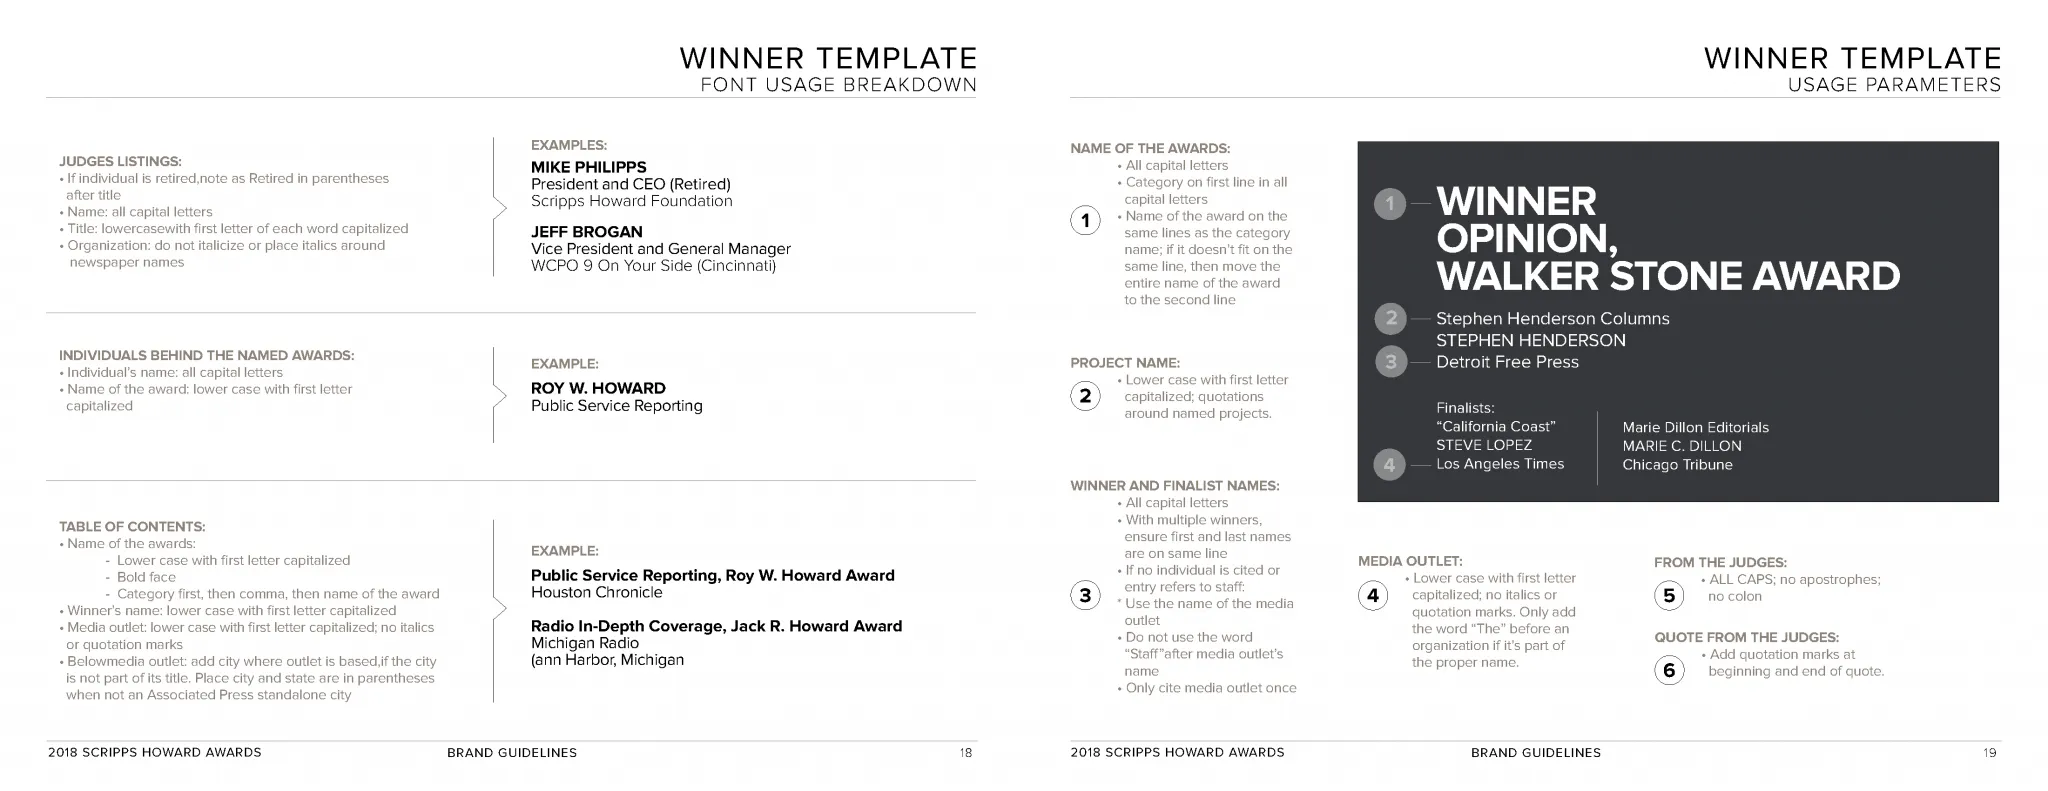 WINNER TEMPLATE
FONT USAGE BREAKDOWN
JUDGES LISTINGS:
• If individual is retired,note as Retired in parentheses
after title
• Name: all capital letters
• Title: lowercasewith first letter of each word capitalized
• Organization: do not italicize or place italics around
newspaper names
EXAMPLES:
MIKE PHILIPPS
President and CEO (Retired)
Scripps Howard Foundation
JEFF BROGAN
Vice President and General Manager
WCPO 9 On Your Side (Cincinnati)
INDIVIDUALS BEHIND THE NAMED AWARDS:
• Individual's name: all capital letters
• Name of the award: lower case with first letter
capitalized
EXAMPLE:
ROY W. HOWARD
Public Service Reporting
TABLE OF CONTENTS:
• Name of the awards:
- Lower case with first letter capitalized
- Bold face
- Category first, then comma, then name of the award
• Winner's name: lower case with first letter capitalized
• Media outlet: lower case with first letter capitalized; no italics
or quotation marks
• Belowmedia outlet: add city where outlet is based,if the city
is not part of its title. Place city and state are in parentheses
when not an Associated Press standalone city
EXAMPLE:
Public Service Reporting, Roy W. Howard Award
Houston Chronicle
Radio In-Depth Coverage, Jack R. Howard Award
Michigan Radio
(ann Harbor, Michigan
2018 SCRIPPS HOWARD AWARDS
BRAND GUIDELINES
18
WINNER TEMPLATE
USAGE PARAMETERS
NAME OF THE AWARDS:
1
• All capital letters
• Category on first line in all
capital letters
• Name of the award on the
same lines as the category
name; if it doesn't fit on the
same line, then move the
entire name of the award
to the second line
PROJECT NAME:
2
• Lower case with first letter
capitalized; quotations
around named projects.
WINNER AND FINALIST NAMES:
3
• All capital letters
• With multiple winners,
ensure first and last names
are on same line
• If no individual is cited or
entry refers to staff:
* Use the name of the media
outlet
• Do not use the word
"Staff"after media outlet's
name
• Only cite media outlet once
1
WINNER
OPINION,
WALKER STONE AWARD
2
Stephen Henderson Columns
STEPHEN HENDERSON
3
Detroit Free Press
Finalists:
"California Coast"
STEVE LOPEZ
4
Los Angeles Times
Marie Dillon Editorials
MARIE C. DILLON
Chicago Tribune
MEDIA OUTLET:
4
• Lower case with first letter
capitalized; no italics or
quotation marks. Only add
the word "The" before an
organization if it's part of
the proper name.
FROM THE JUDGES:
5
• ALL CAPS; no apostrophes;
no colon
QUOTE FROM THE JUDGES:
6
• Add quotation marks at
beginning and end of quote.
2018 SCRIPPS HOWARD AWARDS
BRAND GUIDELINES
19